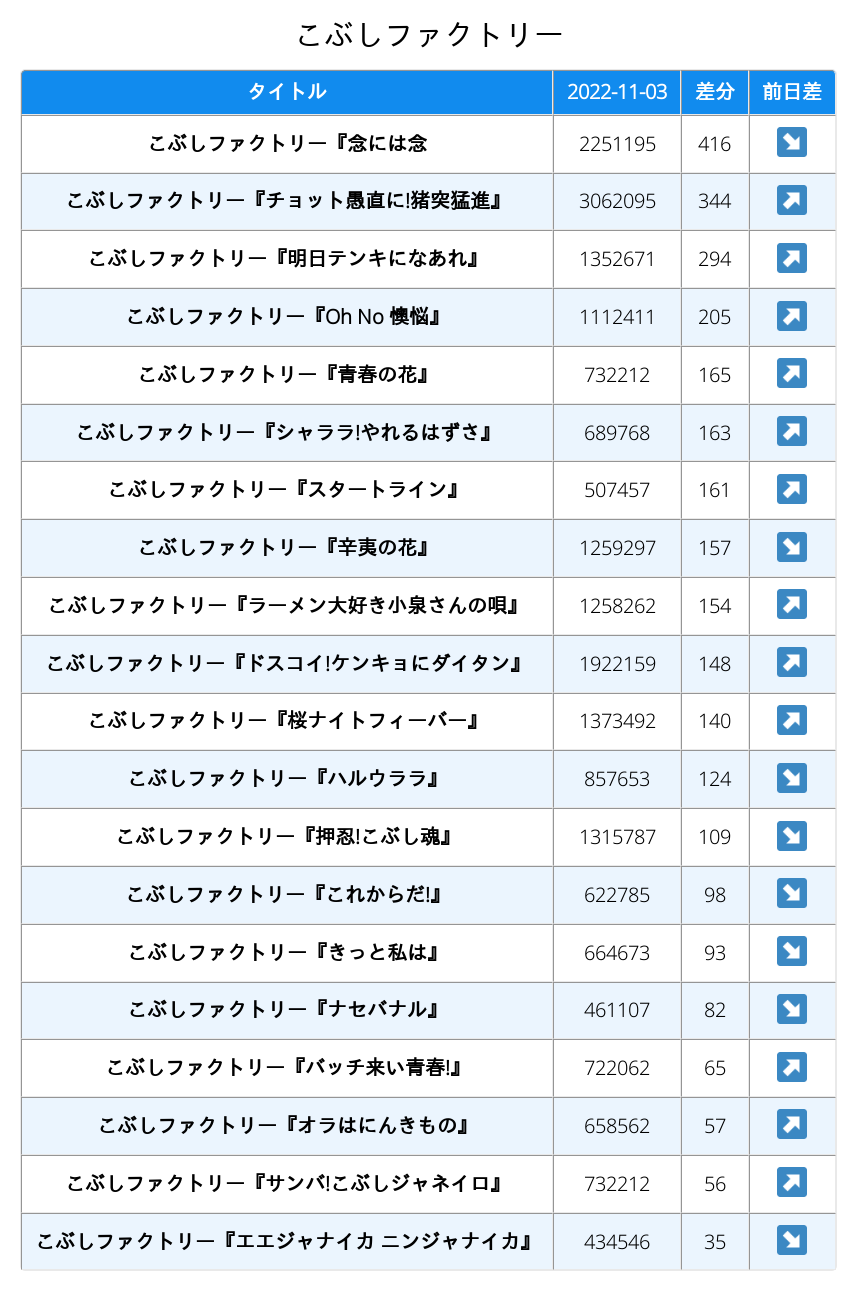 こぶしファクトリー
タイトル 2022-11-03 差分 前日差
こぶしファクトリー『念には念 2251195 416 ↘
こぶしファクトリー『チョット愚直に!猪突猛進』 3062095 344 ↗
こぶしファクトリー『明日テンキになあれ』 1352671 294 ↗
こぶしファクトリー『Oh No 懊悩』 1112411 205 ↗
こぶしファクトリー『青春の花』 732212 165 ↗
こぶしファクトリー『シャララ!やれるはずさ』 689768 163 ↗
こぶしファクトリー『スタートライン』 507457 161 ↗
こぶしファクトリー『辛夷の花』 1259297 157 ↘
こぶしファクトリー『ラーメン大好き小泉さんの唄』 1258262 154 ↗
こぶしファクトリー『ドスコイ!ケンキョにダイタン』 1922159 148 ↗
こぶしファクトリー『桜ナイトフィーバー』 1373492 140 ↗
こぶしファクトリー『ハルウララ』 857653 124 ↘
こぶしファクトリー『押忍!こぶし魂』 1315787 109 ↘
こぶしファクトリー『これからだ!』 622785 98 ↘
こぶしファクトリー『きっと私は』 664673 93 ↘
こぶしファクトリー『ナセバナル』 461107 82 ↘
こぶしファクトリー『バッチ来い青春!』 722062 65 ↗
こぶしファクトリー『オラはにんきもの』 658562 57 ↗
こぶしファクトリー『サンバ!こぶしジャネイロ』 732212 56 ↗
こぶしファクトリー『エエジャナイカ ニンジャナイカ』 434546 35 ↘